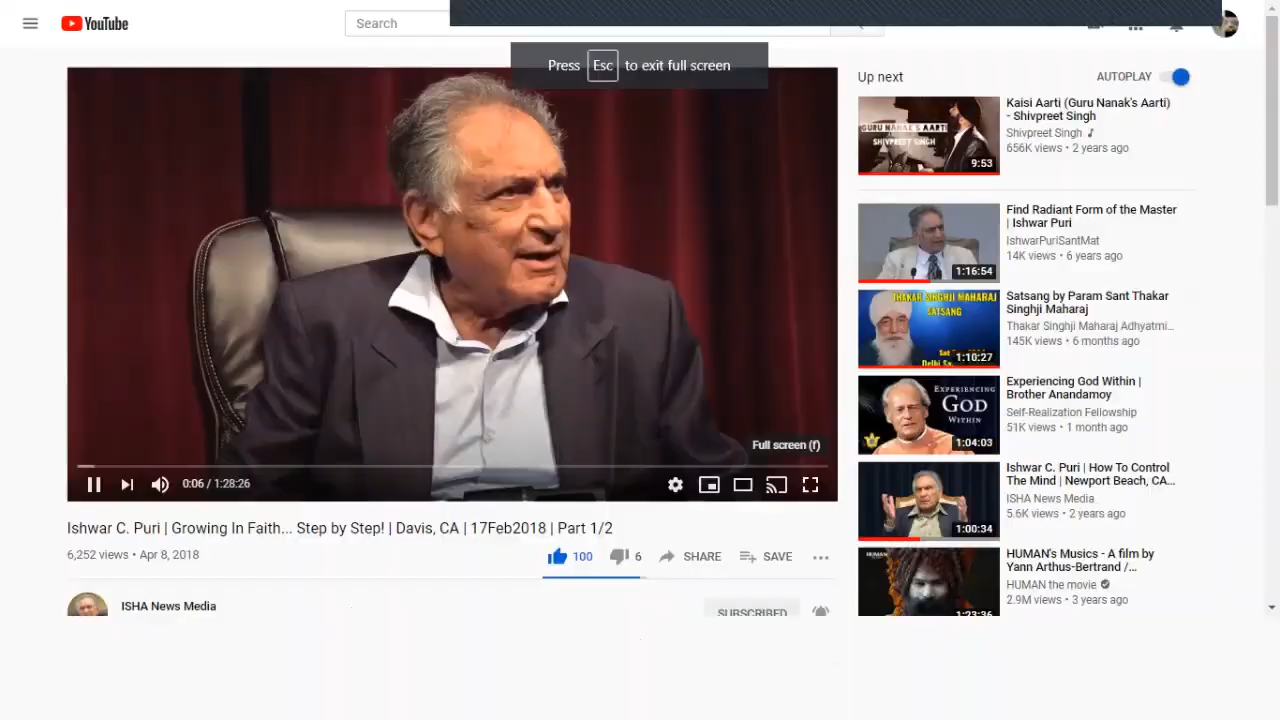 YouTube
Search
Press Esc to exit full screen
Full screen (f)
0:06 / 1:28:26
Ishwar C. Puri | Growing In Faith... Step by Step! | Davis, CA | 17Feb2018 | Part 1/2
6,252 views • Apr 8, 2018
100
6
SHARE
SAVE
ISHA News Media
SUBSCRIBED
Up next
AUTOPLAY
GURU NANAK'S AARTI
SHIVPREET SINGH
9:53
Kaisi Aarti (Guru Nanak's Aarti)
- Shivpreet Singh
Shivpreet Singh
656K views • 2 years ago
1:16:54
Find Radiant Form of the Master
| Ishwar Puri
IshwarPuriSantMat
14K views • 6 years ago
THAKAR SINGHJI MAHARAJ
SATSANG
1:10:27
Satsang by Param Sant Thakar
Singhji Maharaj
Thakar Singhji Maharaj Adhyatmi...
145K views • 6 months ago
EXPERIENCING
GOD
WITHIN
1:04:03
Experiencing God Within |
Brother Anandamoy
Self-Realization Fellowship
51K views • 1 month ago
1:00:34
Ishwar C. Puri | How To Control
The Mind | Newport Beach, CA...
ISHA News Media
5.6K views • 2 years ago
HUMAN
1:23:36
HUMAN's Musics - A film by
Yann Arthus-Bertrand /...
HUMAN the movie
2.9M views • 3 years ago